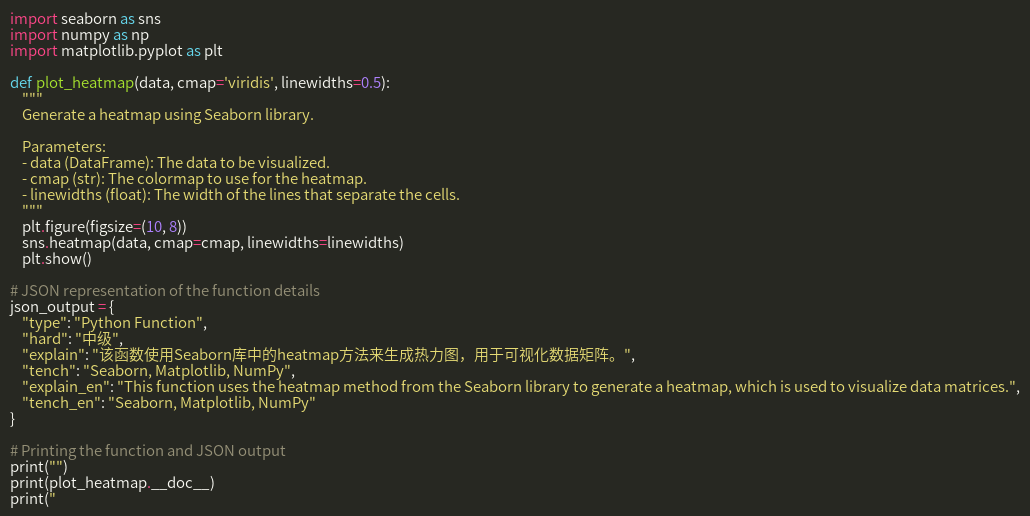 import seaborn as sns
import numpy as np
import matplotlib.pyplot as plt

def plot_heatmap(data, cmap='viridis', linewidths=0.5):
    """
    Generate a heatmap using Seaborn library.

    Parameters:
    - data (DataFrame): The data to be visualized.
    - cmap (str): The colormap to use for the heatmap.
    - linewidths (float): The width of the lines that separate the cells.
    """
    plt.figure(figsize=(10, 8))
    sns.heatmap(data, cmap=cmap, linewidths=linewidths)
    plt.show()

# JSON representation of the function details
json_output = {
    "type": "Python Function",
    "hard": "中级",
    "explain": "该函数使用Seaborn库中的heatmap方法来生成热力图，用于可视化数据矩阵。",
    "tench": "Seaborn, Matplotlib, NumPy",
    "explain_en": "This function uses the heatmap method from the Seaborn library to generate a heatmap, which is used to visualize data matrices.",
    "tench_en": "Seaborn, Matplotlib, NumPy"
}

# Printing the function and JSON output
print("")
print(plot_heatmap.__doc__)
print("